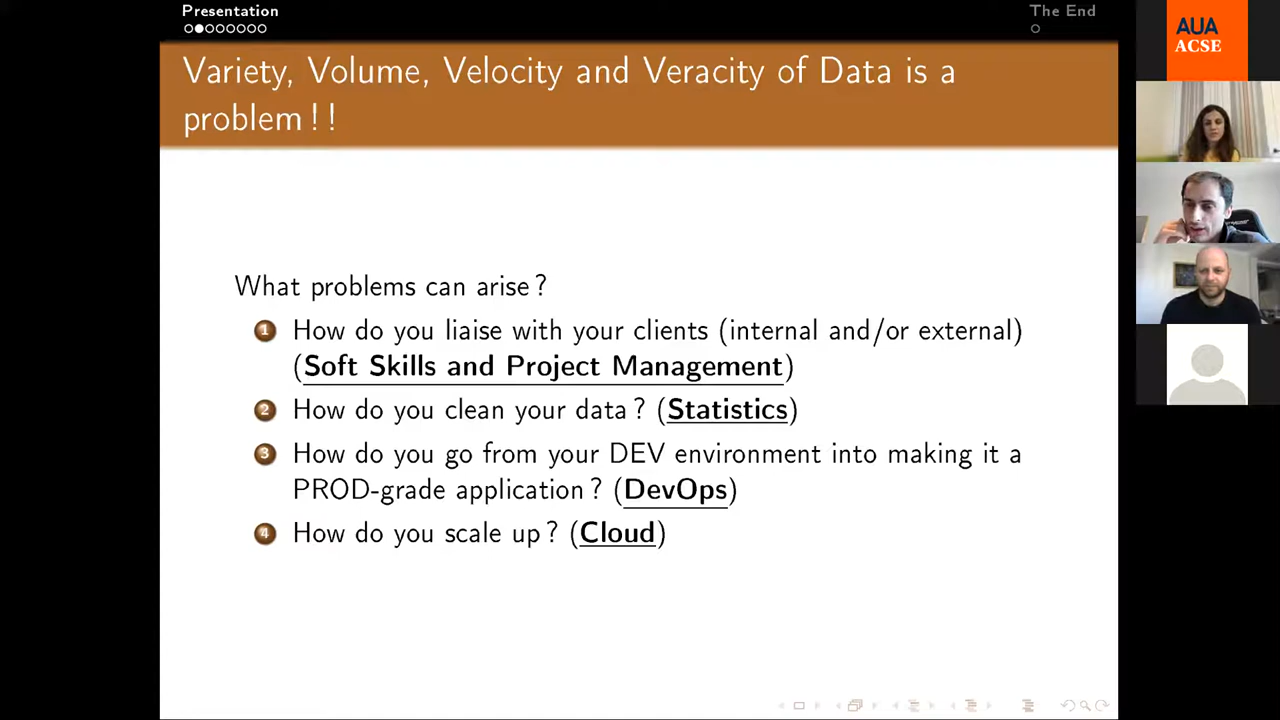 Presentation
The End
Variety, Volume, Velocity and Veracity of Data is a
problem ! !
What problems can arise ?
1 How do you liaise with your clients (internal and/or external)
(Soft Skills and Project Management)
2 How do you clean your data ? (Statistics)
3 How do you go from your DEV environment into making it a
PROD-grade application ? (DevOps)
4 How do you scale up ? (Cloud)
AUA
ACSE